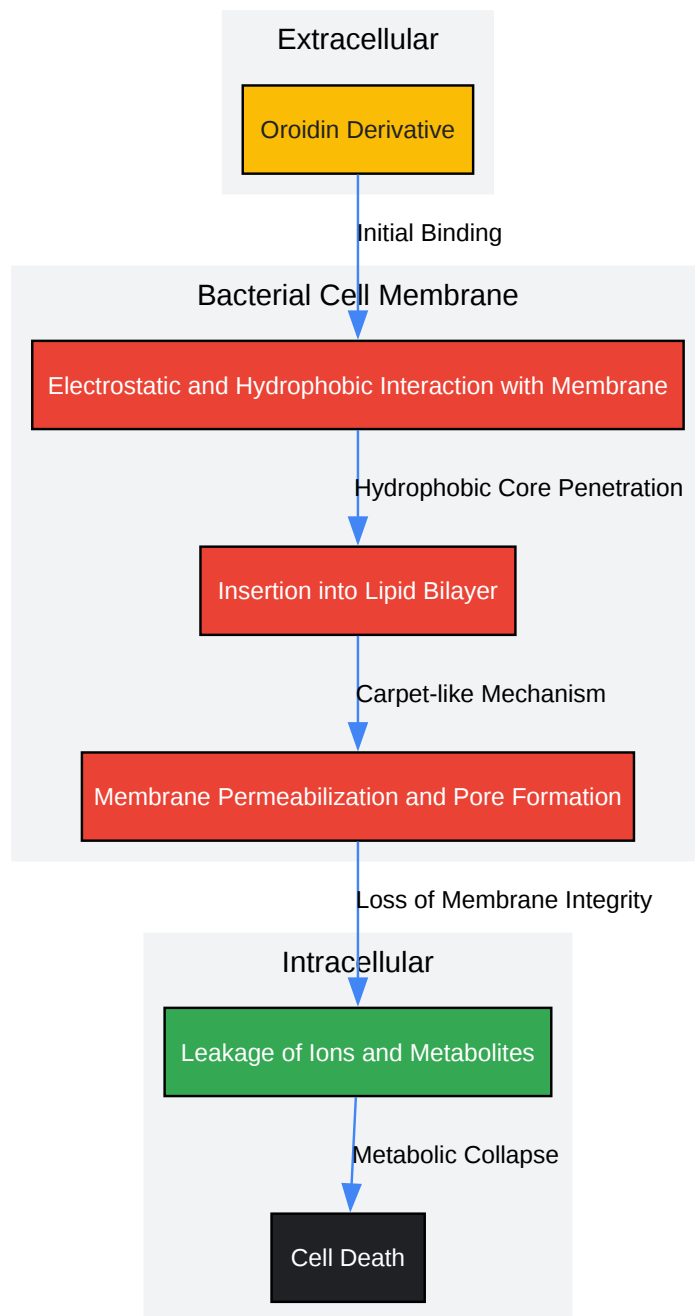 Extracellular
Oroidin Derivative
Initial Binding
Bacterial Cell Membrane
Electrostatic and Hydrophobic Interaction with Membrane
Hydrophobic Core Penetration
Insertion into Lipid Bilayer
Carpet-like Mechanism
Membrane Permeabilization and Pore Formation
Loss of Membrane Integrity
Intracellular
Leakage of Ions and Metabolites
Metabolic Collapse
Cell Death